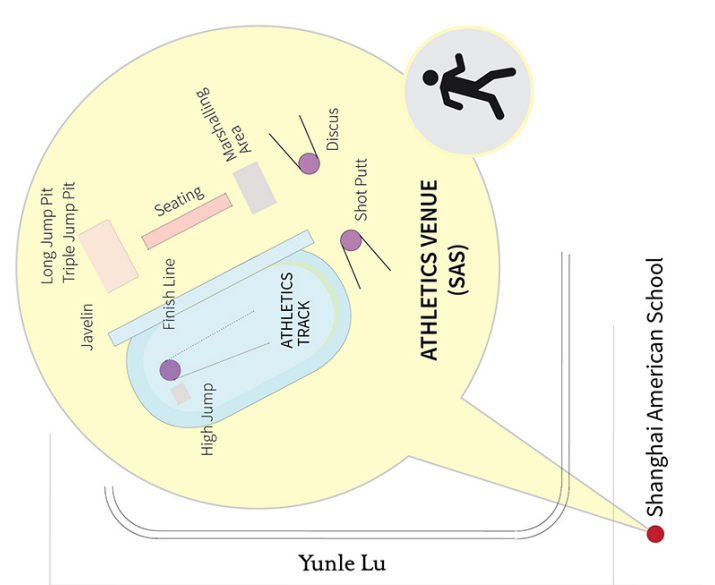 Long Jump Pit
Triple Jump Pit
Seating
Marshalling
Area
Discus
Shot Putt
Javelin
Finish Line
ATHLETICS
TRACK
High Jump
ATHLETICS VENUE
(SAS)
Shanghai American School
Yunle Lu